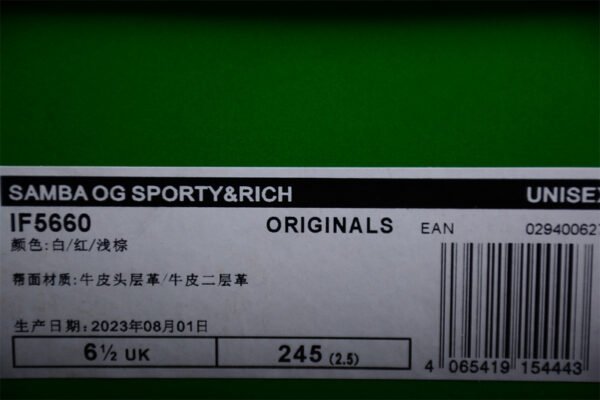 SAMBA OG SPORTY&RICH UNISEX
IF5660 ORIGINALS EAN 02940062
颜色:白/红/浅棕
帮面材质:牛皮头层革/牛皮二层革
生产日期:2023年08月01日
6½ UK 245 (2.5)
4 065419 154443